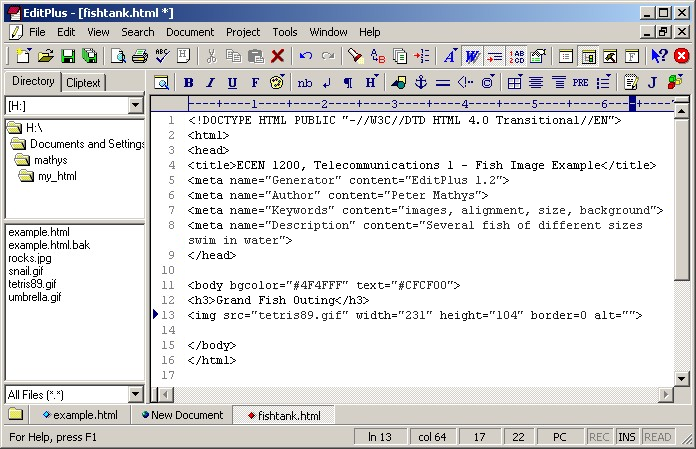 EditPlus - [fishtank.html *]
File Edit View Search Document Project Tools Window Help
Directory Cliptext
B I U F nb ¶ H PRE J
[H:]
----+----1----+----2----+----3----+----4----+----5----+----6----+----7
H:\
Documents and Settings
mathys
my_html
example.html
example.html.bak
rocks.jpg
snail.gif
tetris89.gif
umbrella.gif
All Files (*.*)
1 <!DOCTYPE HTML PUBLIC "-//W3C//DTD HTML 4.0 Transitional//EN">
2 <html>
3 <head>
4 <title>ECEN 1200, Telecommunications 1 - Fish Image Example</title>
5 <meta name="Generator" content="EditPlus 1.2">
6 <meta name="Author" content="Peter Mathys">
7 <meta name="Keywords" content="images, alignment, size, background">
8 <meta name="Description" content="Several fish of different sizes
swim in water">
9 </head>
10
11 <body bgcolor="#4F4FFF" text="#CFCF00">
12 <h3>Grand Fish Outing</h3>
13 <img src="tetris89.gif" width="231" height="104" border=0 alt="">
14
15 </body>
16 </html>
17
example.html New Document fishtank.html
For Help, press F1 ln 13 col 64 17 22 PC REC INS READ